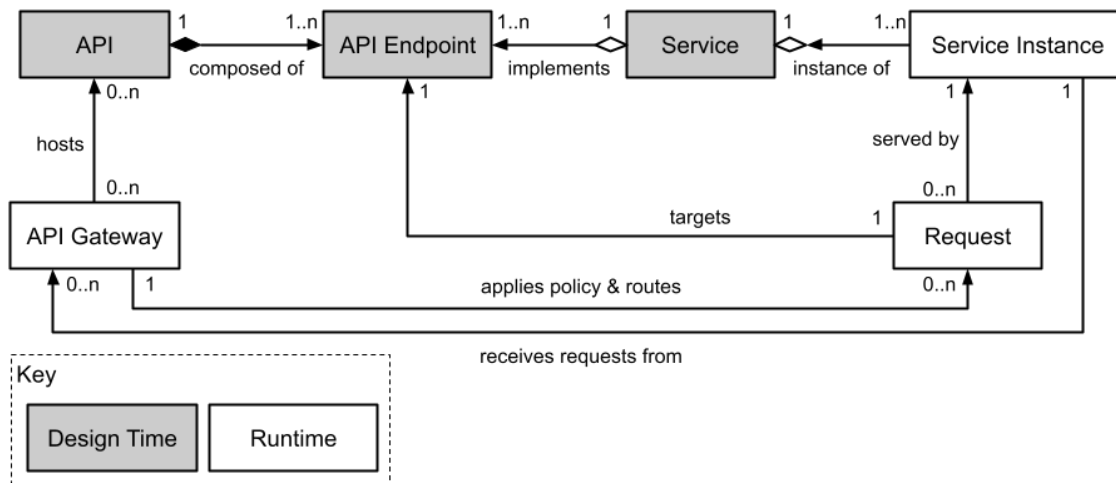 API
1
1..n
API Endpoint
1..n
1
Service
1
1..n
Service Instance
composed of
implements
instance of
0..n
1
1
1
hosts
served by
0..n
0..n
API Gateway
targets
1
Request
0..n
1
applies policy & routes
0..n
receives requests from
Key
Design Time
Runtime